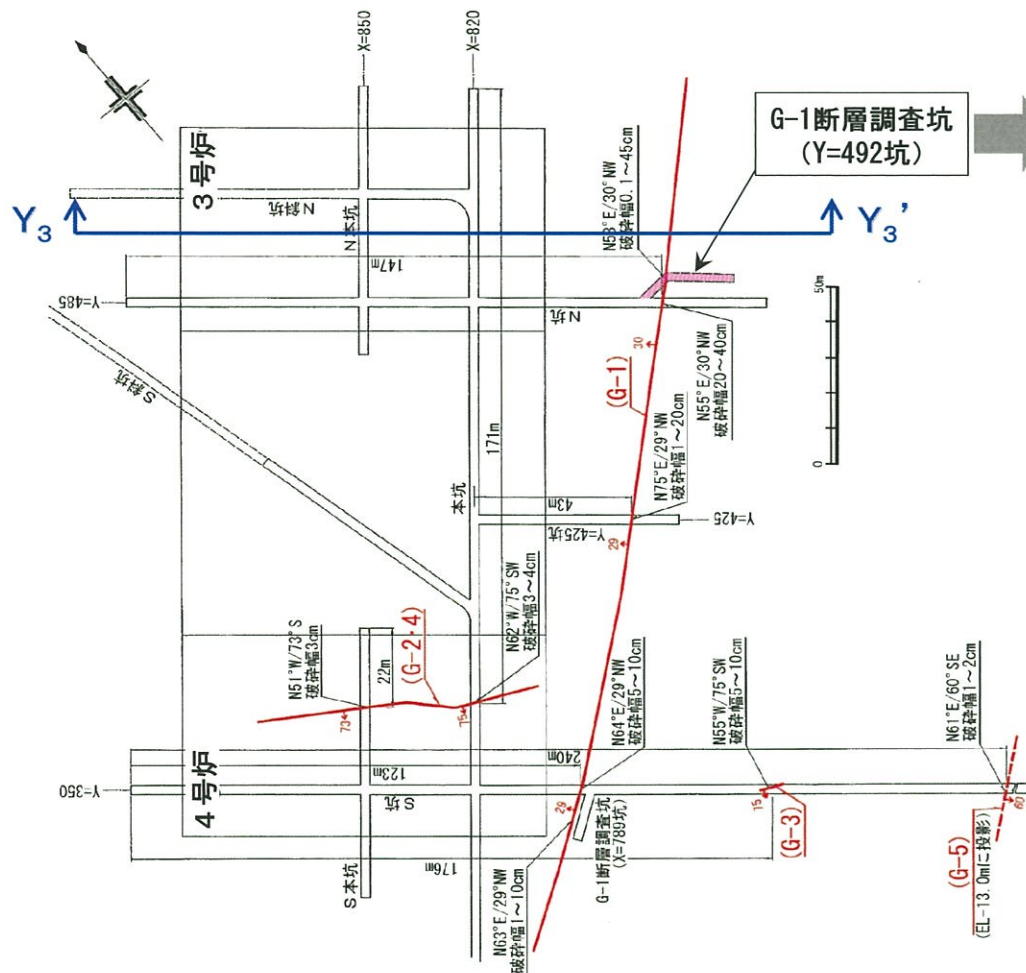 X=850
X=820
3号炉
G-1断層調査坑
(Y=492坑)
Y₃
Y₃’
N斜坑
N本坑
147m
Y=485
N坑
N53°E/30°NW
破砕幅0.1~45cm
S斜坑
30
(G-1)
N55°E/30°NW
破砕幅20~40cm
50m
0
171m
本坑
43m
N75°E/29°NW
破砕幅1~20cm
Y=425坑
Y=425
29
N51°W/73°S
破砕幅3cm
22m
(G-2・4)
N62°W/75°SW
破砕幅3~4cm
73
75
4号炉
Y=350
123m
240m
S坑
S本坑
176m
N64°E/29°NW
破砕幅5~10cm
N55°W/75°SW
破砕幅5~10cm
N61°E/60°SE
破砕幅1~2cm
29
N63°E/29°NW
破砕幅1~10cm
G-1断層調査坑
(X=789坑)
75
(G-3)
60
(G-5)
(EL-13.0mに投影)